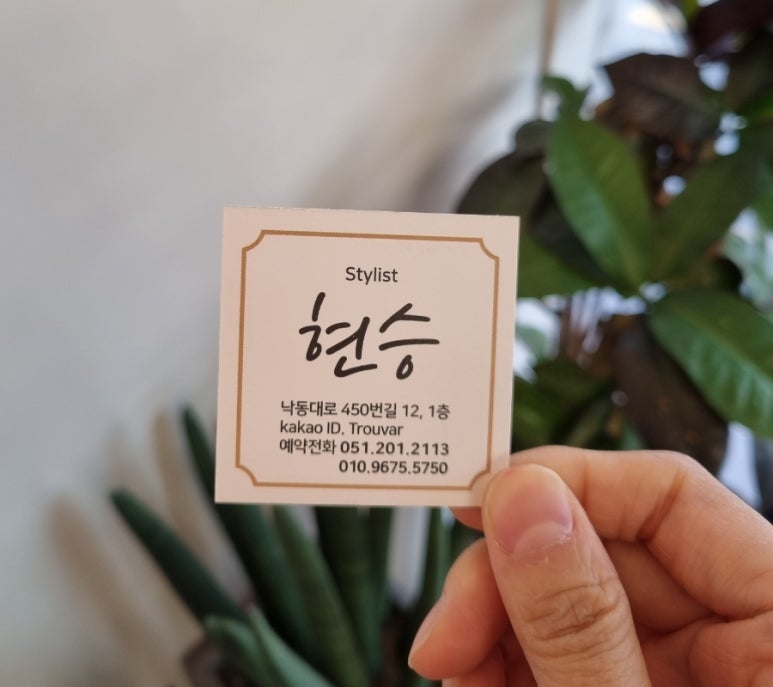 Stylist
현승
낙동대로 450번길 12, 1층
kakao ID. Trouvar
예약전화 051.201.2113
010.9675.5750